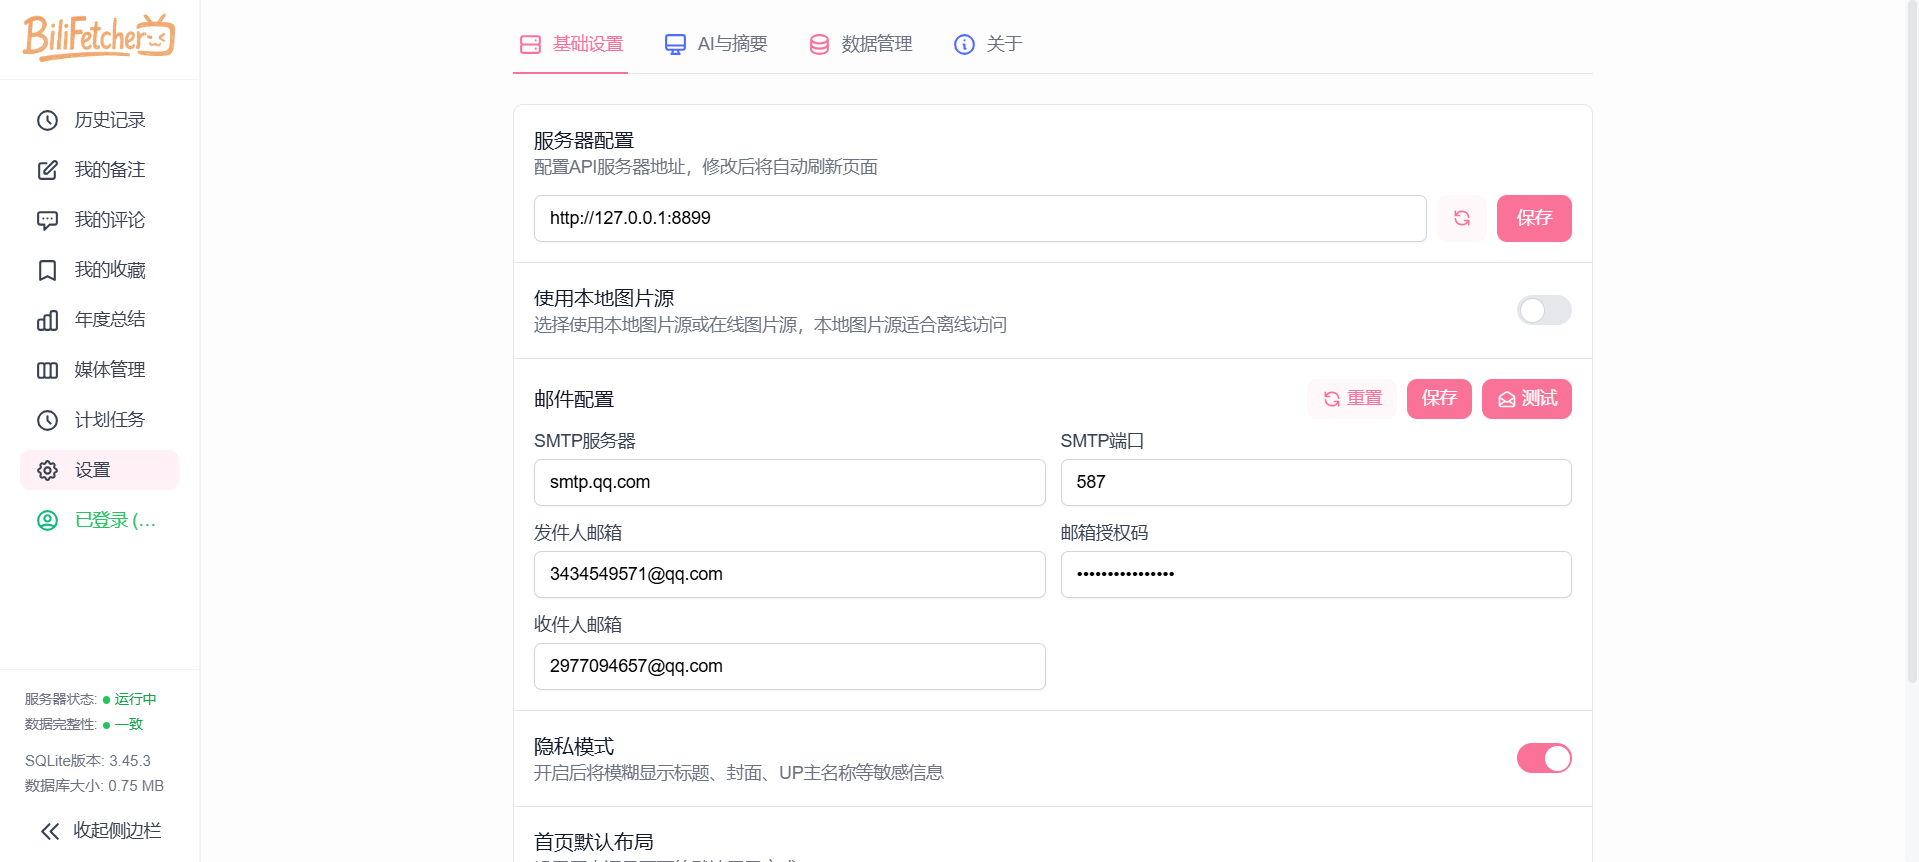 BiliFetcher
历史记录
我的备注
我的评论
我的收藏
年度总结
媒体管理
计划任务
设置
已登录 (...
服务器状态: 运行中
数据完整性: 一致
SQLite版本: 3.45.3
数据库大小: 0.75 MB
收起侧边栏
基础设置 AI与摘要 数据管理 关于
服务器配置
配置API服务器地址，修改后将自动刷新页面
http://127.0.0.1:8899 保存
使用本地图片源
选择使用本地图片源或在线图片源，本地图片源适合离线访问
邮件配置 重置 保存 测试
SMTP服务器 SMTP端口
smtp.qq.com 587
发件人邮箱 邮箱授权码
3434549571@qq.com ••••••••••••••••
收件人邮箱
2977094657@qq.com
隐私模式
开启后将模糊显示标题、封面、UP主名称等敏感信息
首页默认布局